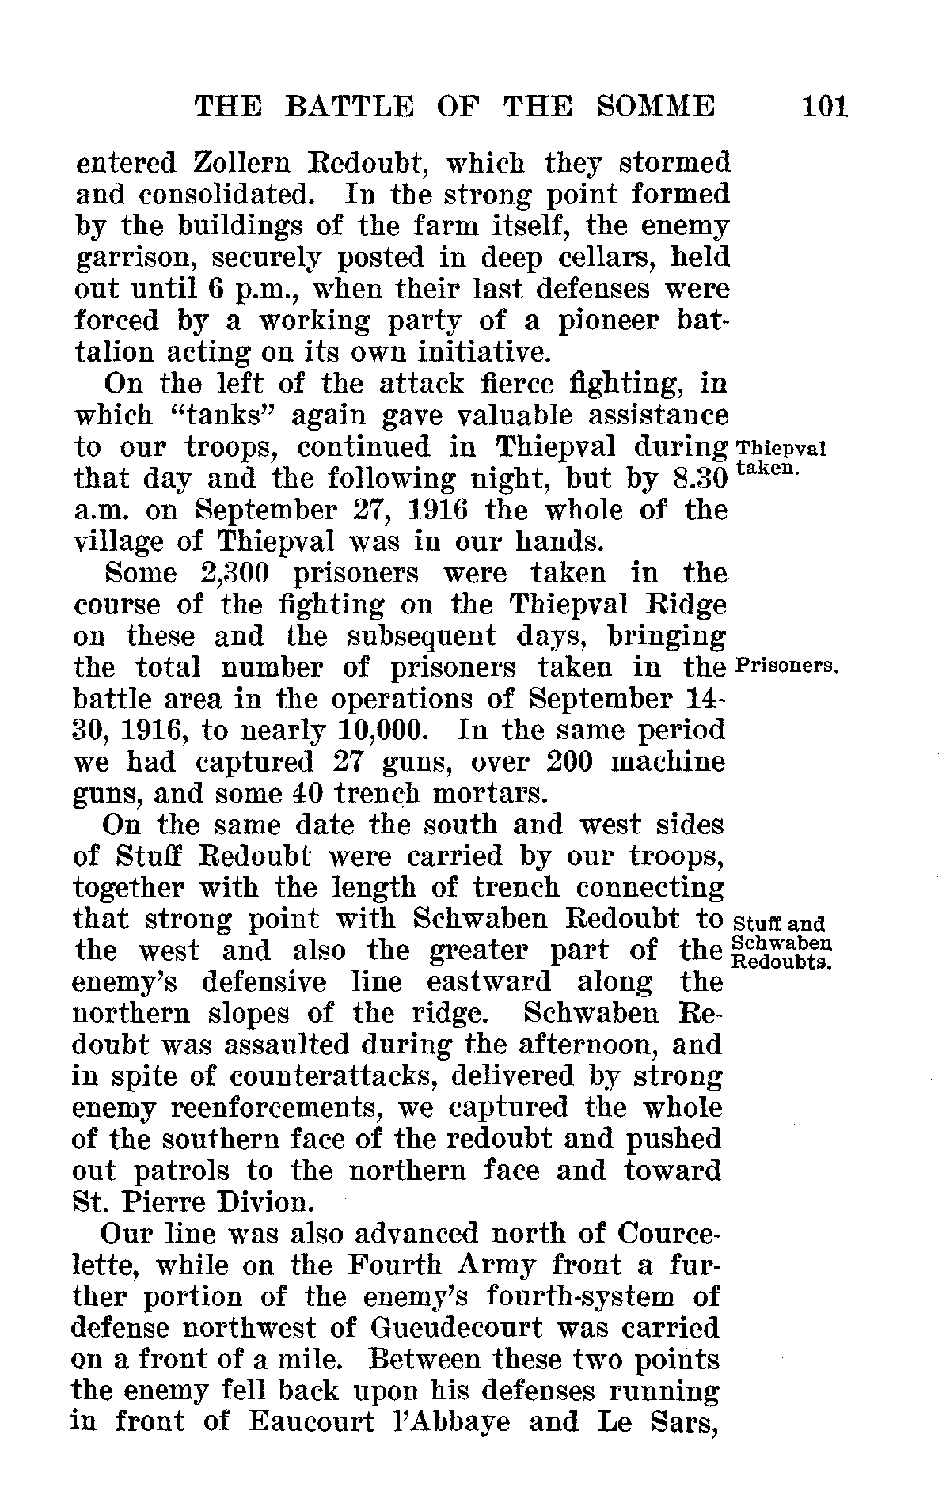 THE BATTLE OF THE SOMME 101
entered Zollern Redoubt, which they stormed
and consolidated. In the strong point formed
by the buildings of the farm itself, the enemy
garrison, securely posted in deep cellars, held
out until 6 p.m., when their last defenses were
forced by a working party of a pioneer bat-
talion acting on its own initiative.
On the left of the attack fierce fighting, in
which “tanks” again gave valuable assistance
to our troops, continued in Thiepval during Thiepval
that day and the following night, but by 8.30 taken.
a.m. on September 27, 1916 the whole of the
village of Thiepval was in our hands.
Some 2,300 prisoners were taken in the
course of the fighting on the Thiepval Ridge
on these and the subsequent days, bringing
the total number of prisoners taken in the Prisoners.
battle area in the operations of September 14-
30, 1916, to nearly 10,000. In the same period
we had captured 27 guns, over 200 machine
guns, and some 40 trench mortars.
On the same date the south and west sides
of Stuff Redoubt were carried by our troops,
together with the length of trench connecting
that strong point with Schwaben Redoubt to Stuff and
the west and also the greater part of the Schwaben
Redoubts.
enemy's defensive line eastward along the
northern slopes of the ridge. Schwaben Re-
doubt was assaulted during the afternoon, and
in spite of counterattacks, delivered by strong
enemy reenforcements, we captured the whole
of the southern face of the redoubt and pushed
out patrols to the northern face and toward
St. Pierre Divion.
Our line was also advanced north of Cource-
lette, while on the Fourth Army front a fur-
ther portion of the enemy's fourth-system of
defense northwest of Gueudecourt was carried
on a front of a mile. Between these two points
the enemy fell back upon his defenses running
in front of Eaucourt l'Abbaye and Le Sars,